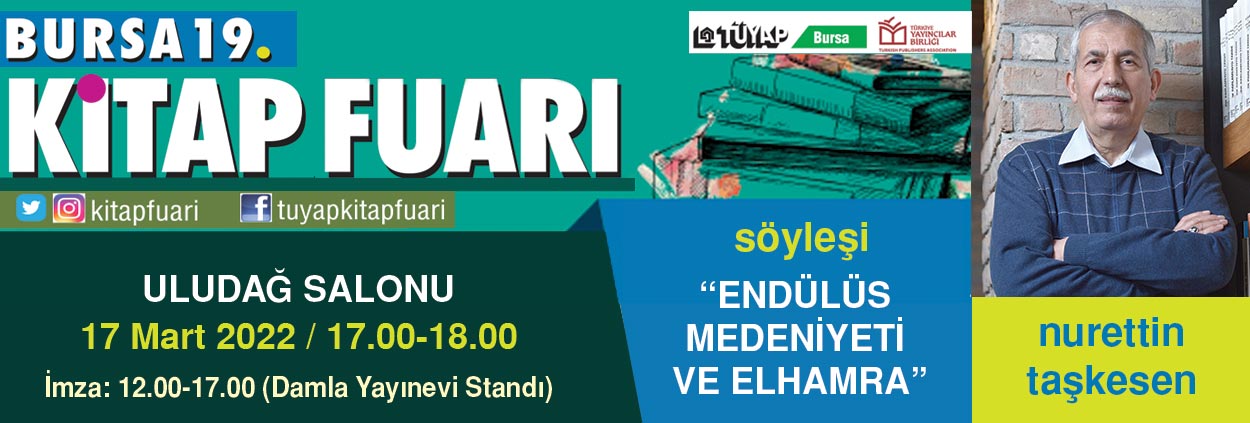 BURSA 19.
KİTAP FUARI
kitapfuari
tuyapkitapfuari
TÜYAP Bursa
TÜRKİYE
YAYINCILAR
BİRLİĞİ
TURKISH PUBLISHERS ASSOCIATION
ULUDAĞ SALONU
17 Mart 2022 / 17.00-18.00
İmza: 12.00-17.00 (Damla Yayınevi Standı)
söyleşi
“ENDÜLÜS
MEDENİYETİ
VE ELHAMRA”
nurettin
taşkesen